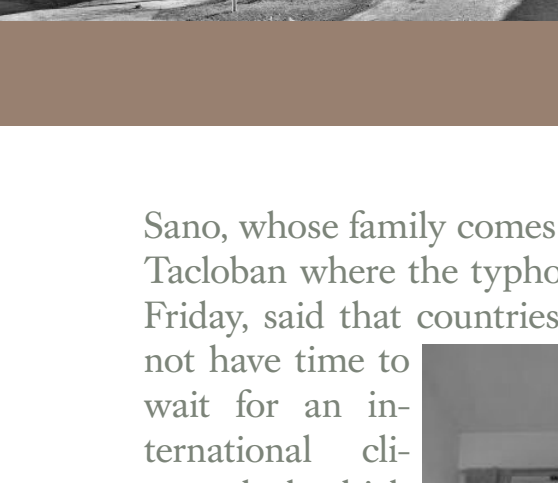 Sano, whose family comes
Tacloban where the
Friday, said that countries
not have time to
wait for an in-
ternational cli-